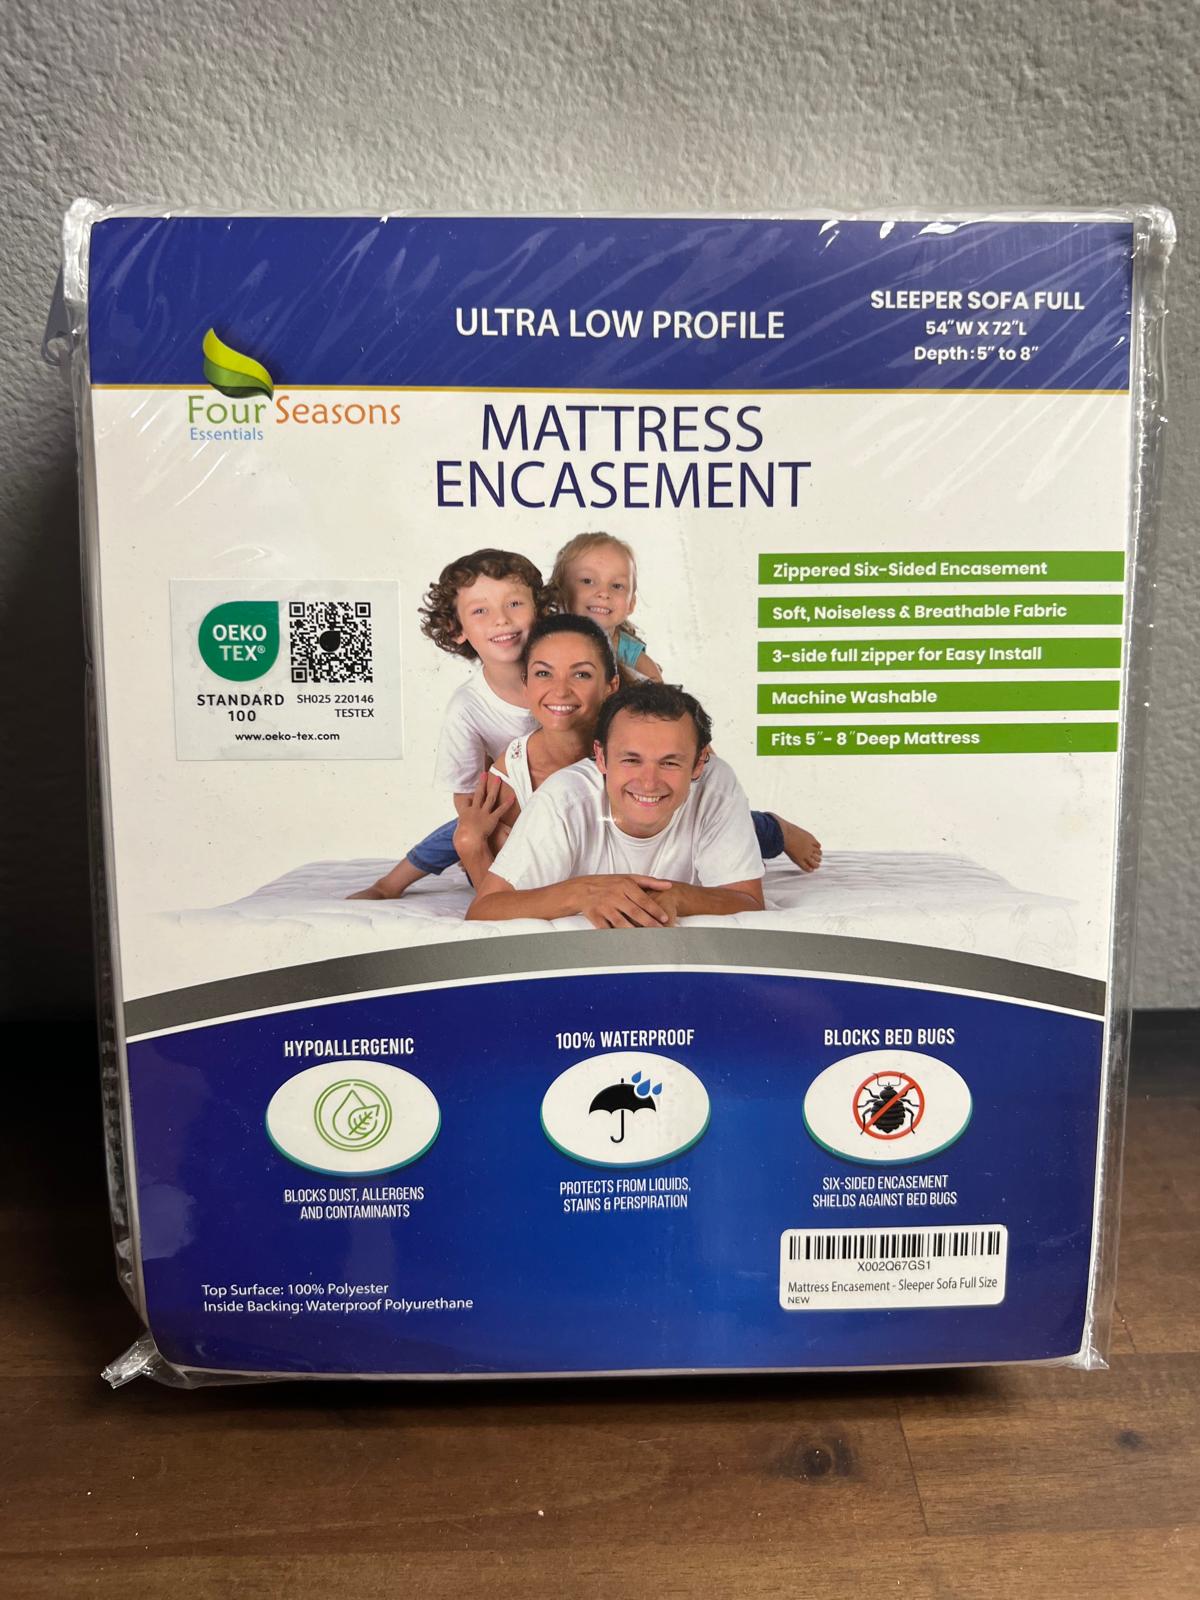 ULTRA LOW PROFILE
SLEEPER SOFA FULL
54"W X 72"L
Depth: 5" to 8"
Four Seasons
Essentials
MATTRESS
ENCASEMENT
OEKO
TEX®
STANDARD
100
SH025 220146
TESTEX
www.oeko-tex.com
Zippered Six-Sided Encasement
Soft, Noiseless & Breathable Fabric
3-side full zipper for Easy Install
Machine Washable
Fits 5"- 8"Deep Mattress
HYPOALLERGENIC
BLOCKS DUST, ALLERGENS
AND CONTAMINANTS
100% WATERPROOF
PROTECTS FROM LIQUIDS,
STAINS & PERSPIRATION
BLOCKS BED BUGS
SIX-SIDED ENCASEMENT
SHIELDS AGAINST BED BUGS
Top Surface: 100% Polyester
Inside Backing: Waterproof Polyurethane
X002Q67GS1
Mattress Encasement - Sleeper Sofa Full Size
NEW